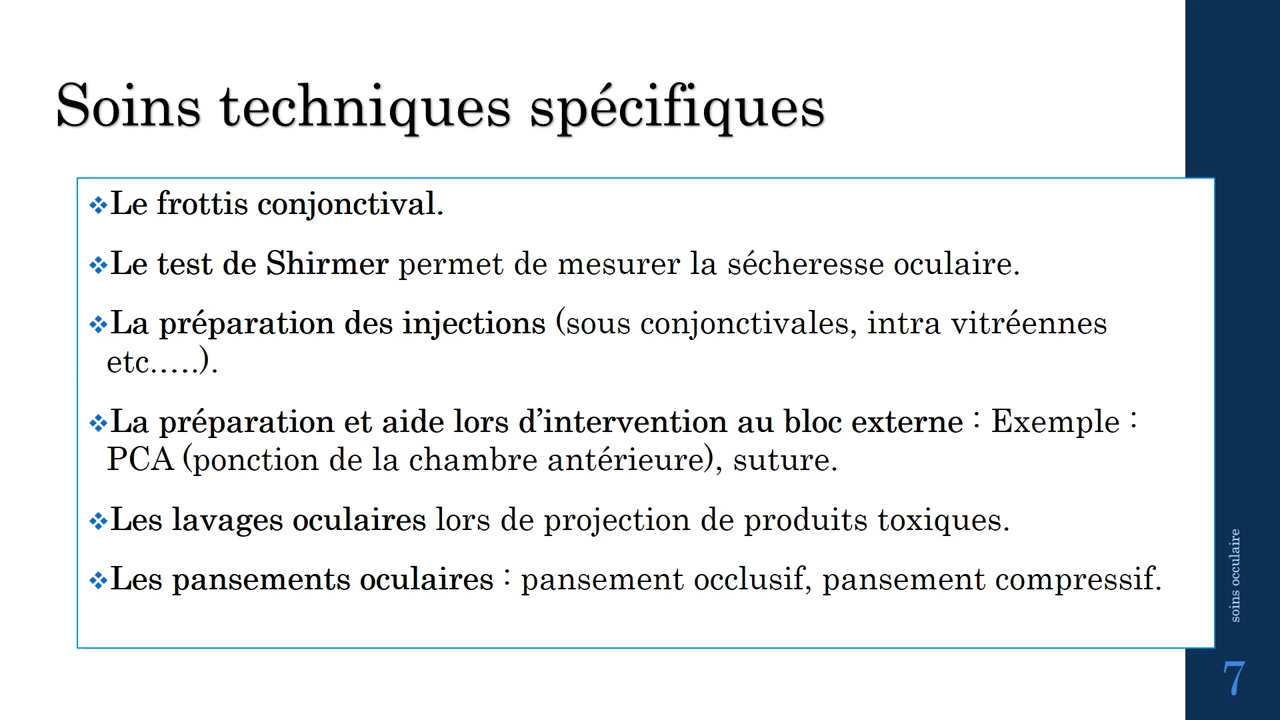 Soins techniques spécifiques
❖Le frottis conjonctival.
❖Le test de Shirmer permet de mesurer la sécheresse oculaire.
❖La préparation des injections (sous conjonctivales, intra vitréennes
etc.….).
❖La préparation et aide lors d’intervention au bloc externe : Exemple :
PCA (ponction de la chambre antérieure), suture.
❖Les lavages oculaires lors de projection de produits toxiques.
❖Les pansements oculaires : pansement occlusif, pansement compressif.
soins occulaire
7